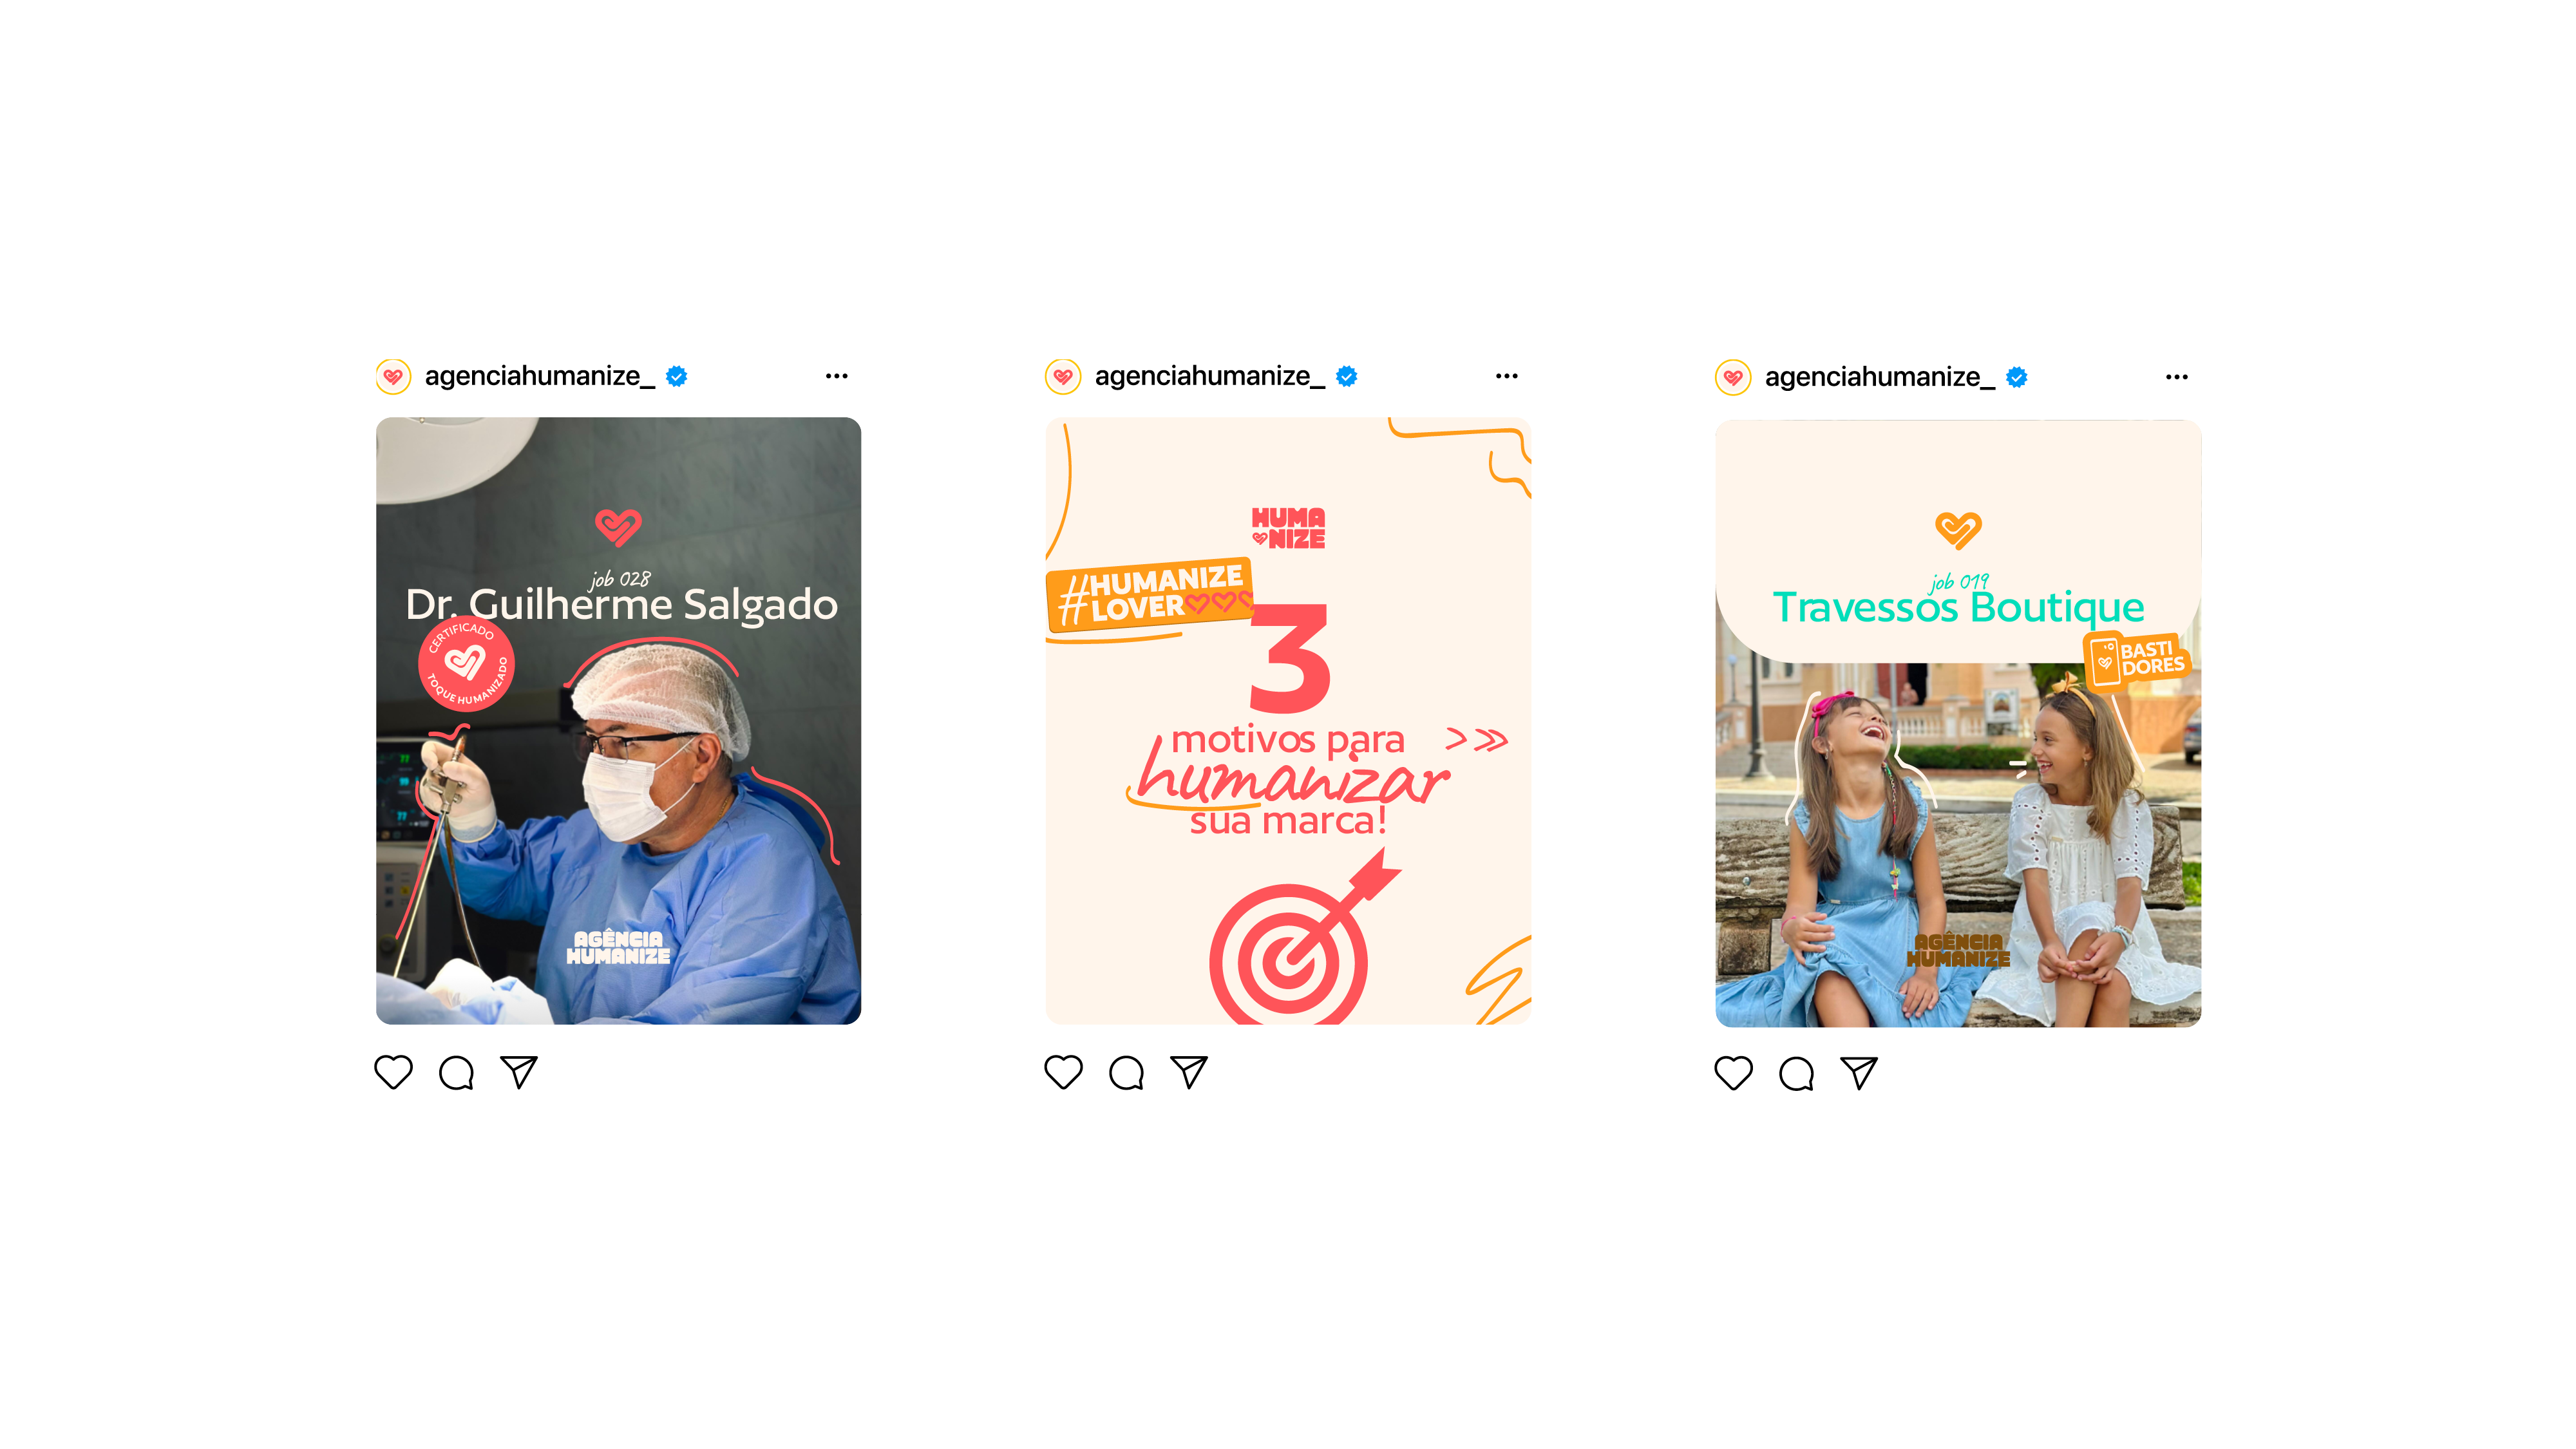 agenciahumanize_
job 028
Dr. Guilherme Salgado
CERTIFICADO
TOQUE HUMANIZADO
AGÊNCIA
HUMANIZE
agenciahumanize_
HUMA
NIZE
#HUMANIZE
LOVER
3
motivos para
humanizar
sua marca!
agenciahumanize_
job 019
Travessos Boutique
BASTI
DORES
AGÊNCIA
HUMANIZE